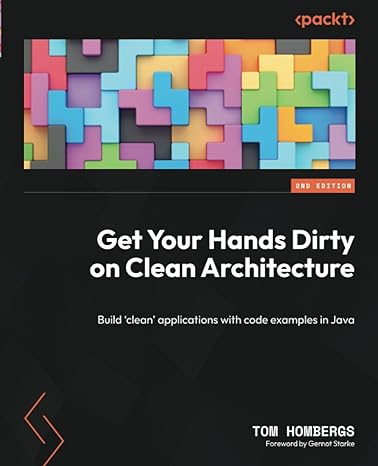 <packt>
2ND EDITION
Get Your Hands Dirty
on Clean Architecture
Build ‘clean’ applications with code examples in Java
TOM HOMBERGS
Foreword by Gernot Starke